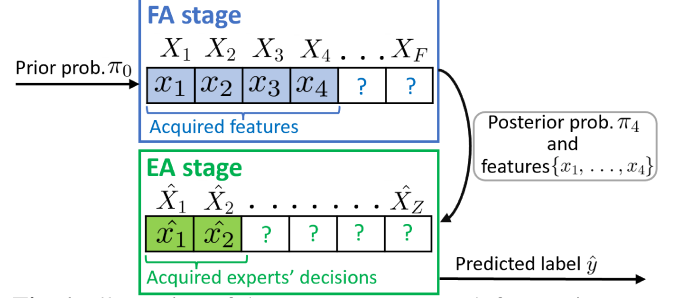 FA stage
X₁ X₂ X₃ X₄ . . . X_F
Prior prob. π₀
x₁ x₂ x₃ x₄ ? ?
Acquired features
Posterior prob. π₄
and
features{x₁, . . . , x₄}
EA stage
X̂₁ X̂₂ . . . . . . . X̂_Z
x̂₁ x̂₂ ? ? ? ?
Acquired experts' decisions
Predicted label ŷ